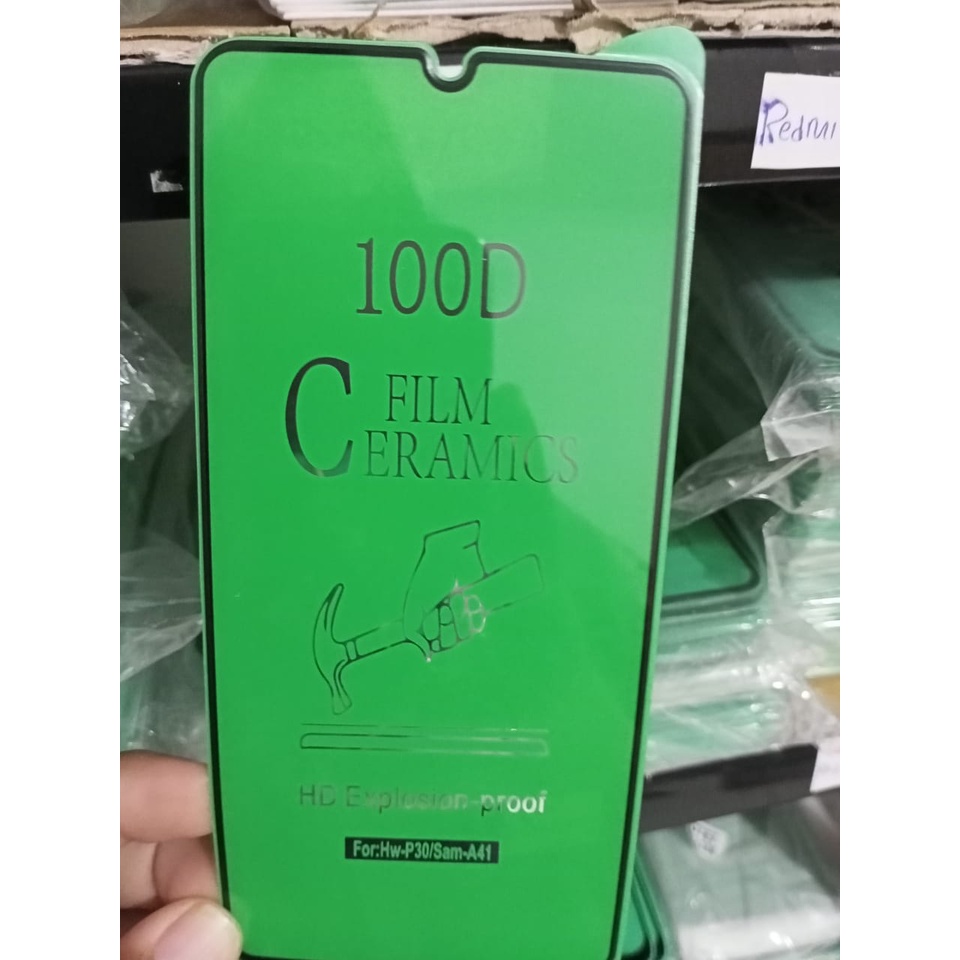 Redmi
100D
FILM
CERAMICS
HD Explosion-proof
For:Hw-P30/Sam-A41